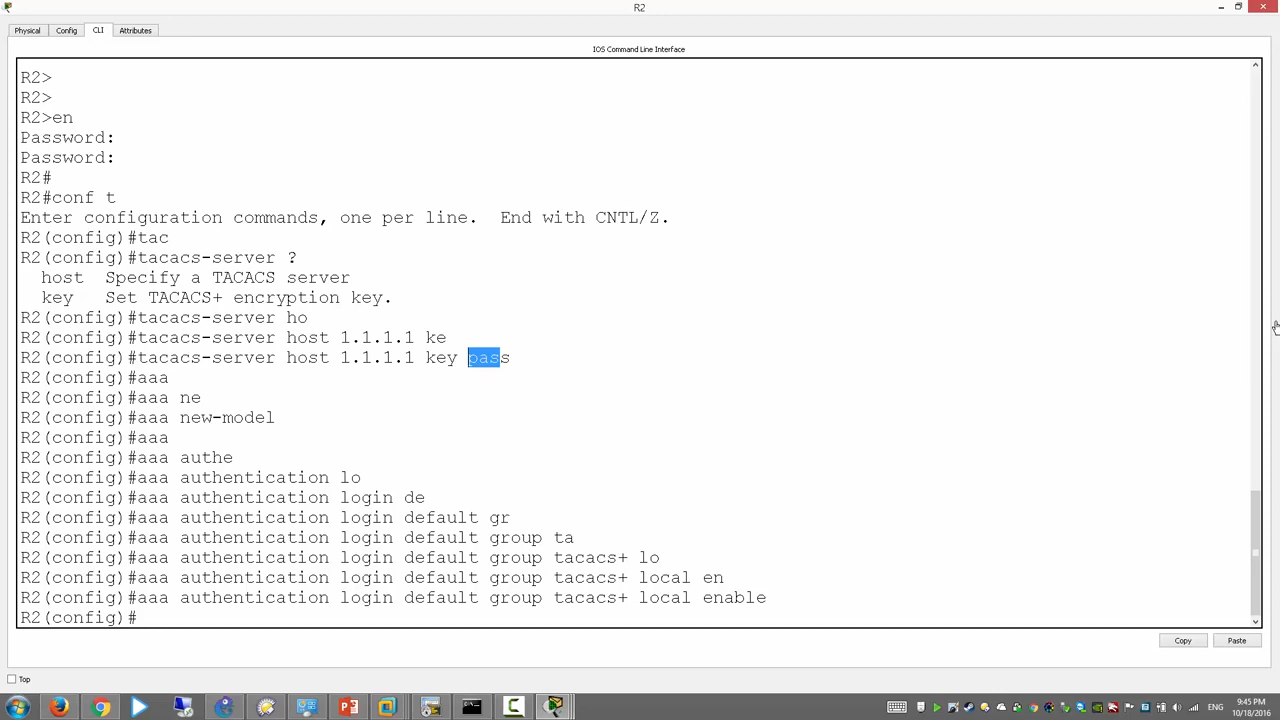 R2
Physical
Config
CLI
Attributes
IOS Command Line Interface
R2>
R2>
R2>en
Password:
Password:
R2#
R2#conf t
Enter configuration commands, one per line.  End with CNTL/Z.
R2(config)#tac
R2(config)#tacacs-server ?
  host  Specify a TACACS server
  key   Set TACACS+ encryption key.
R2(config)#tacacs-server ho
R2(config)#tacacs-server host 1.1.1.1 ke
R2(config)#tacacs-server host 1.1.1.1 key pass
R2(config)#aaa
R2(config)#aaa ne
R2(config)#aaa new-model
R2(config)#aaa
R2(config)#aaa authe
R2(config)#aaa authentication lo
R2(config)#aaa authentication login de
R2(config)#aaa authentication login default gr
R2(config)#aaa authentication login default group ta
R2(config)#aaa authentication login default group tacacs+ lo
R2(config)#aaa authentication login default group tacacs+ local en
R2(config)#aaa authentication login default group tacacs+ local enable
R2(config)#
Copy
Paste
Top
ENG
9:45 PM
10/18/2016